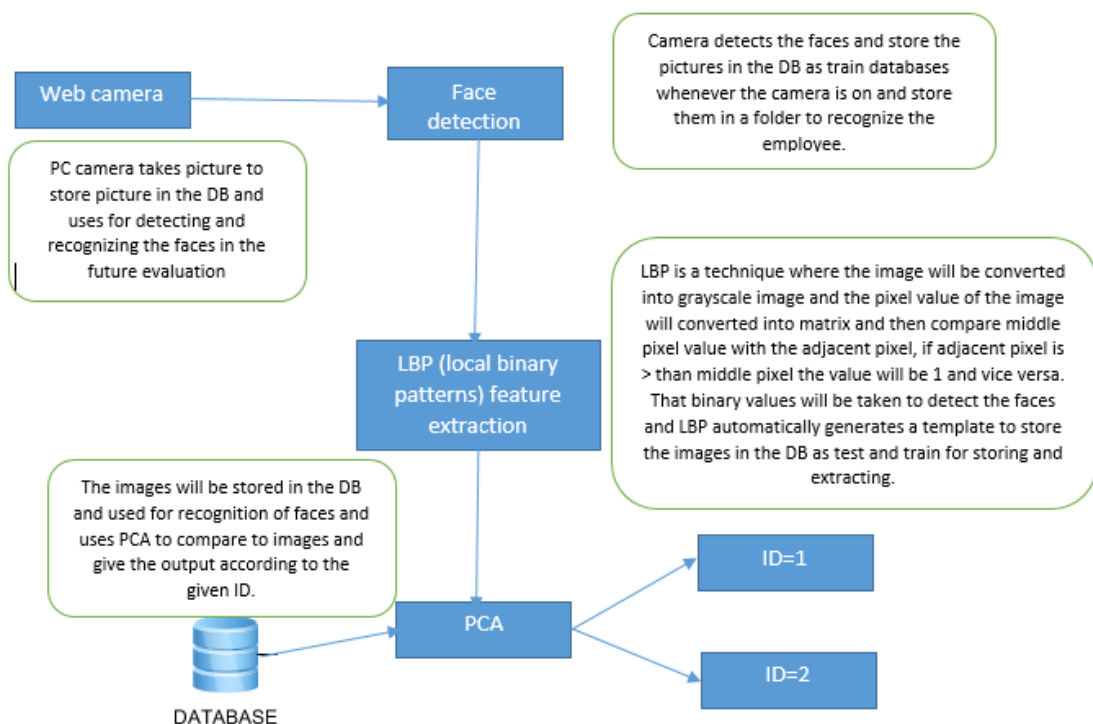 Web camera
Face
detection
Camera detects the faces and store the
pictures in the DB as train databases
whenever the camera is on and store
them in a folder to recognize the
employee.
PC camera takes picture to
store picture in the DB and
uses for detecting and
recognizing the faces in the
future evaluation
LBP (local binary
patterns) feature
extraction
LBP is a technique where the image will be converted
into grayscale image and the pixel value of the image
will converted into matrix and then compare middle
pixel value with the adjacent pixel, if adjacent pixel is
> than middle pixel the value will be 1 and vice versa.
That binary values will be taken to detect the faces
and LBP automatically generates a template to store
the images in the DB as test and train for storing and
extracting.
The images will be stored in the DB
and used for recognition of faces and
uses PCA to compare to images and
give the output according to the
given ID.
ID=1
PCA
ID=2
DATABASE